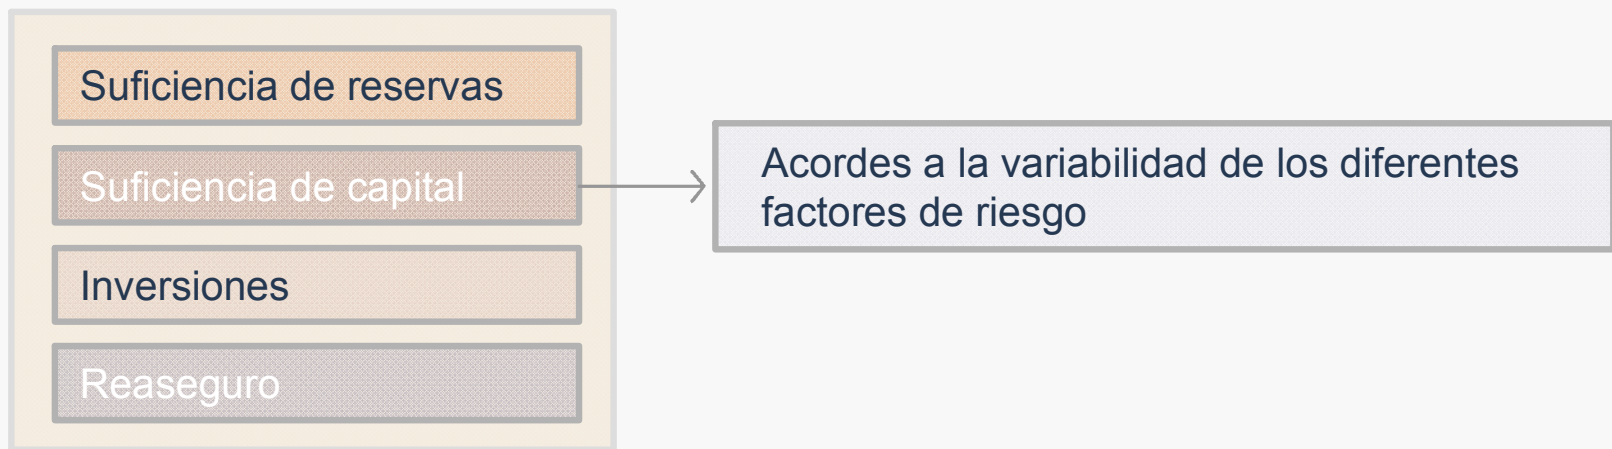 Suficiencia de reservas
Suficiencia de capital
Inversiones
Reaseguro
Acordes a la variabilidad de los diferentes
factores de riesgo